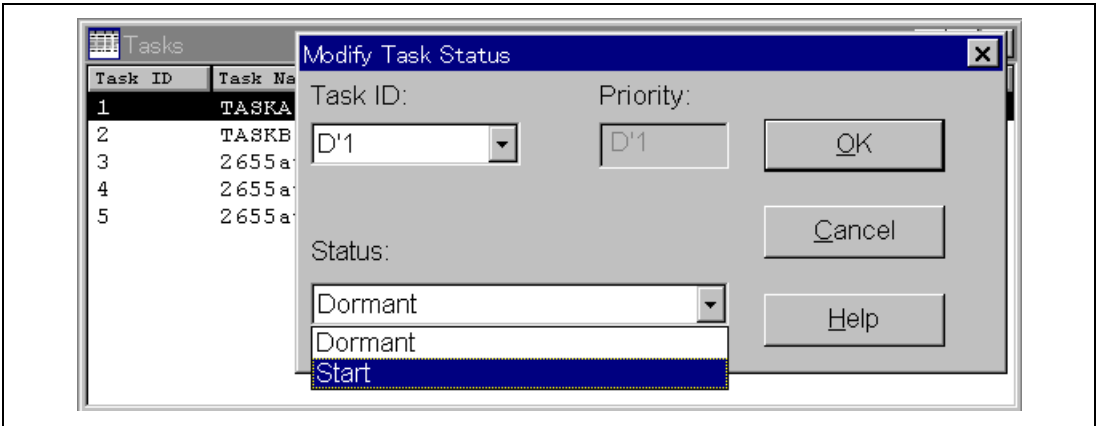 Tasks
Modify Task Status
Task ID
Task Na
1
TASKA
2
TASKB
3
2655a
4
2655a
5
2655a
Task ID:
Priority:
D'1
D'1
OK
Cancel
Status:
Dormant
Help
Dormant
Start